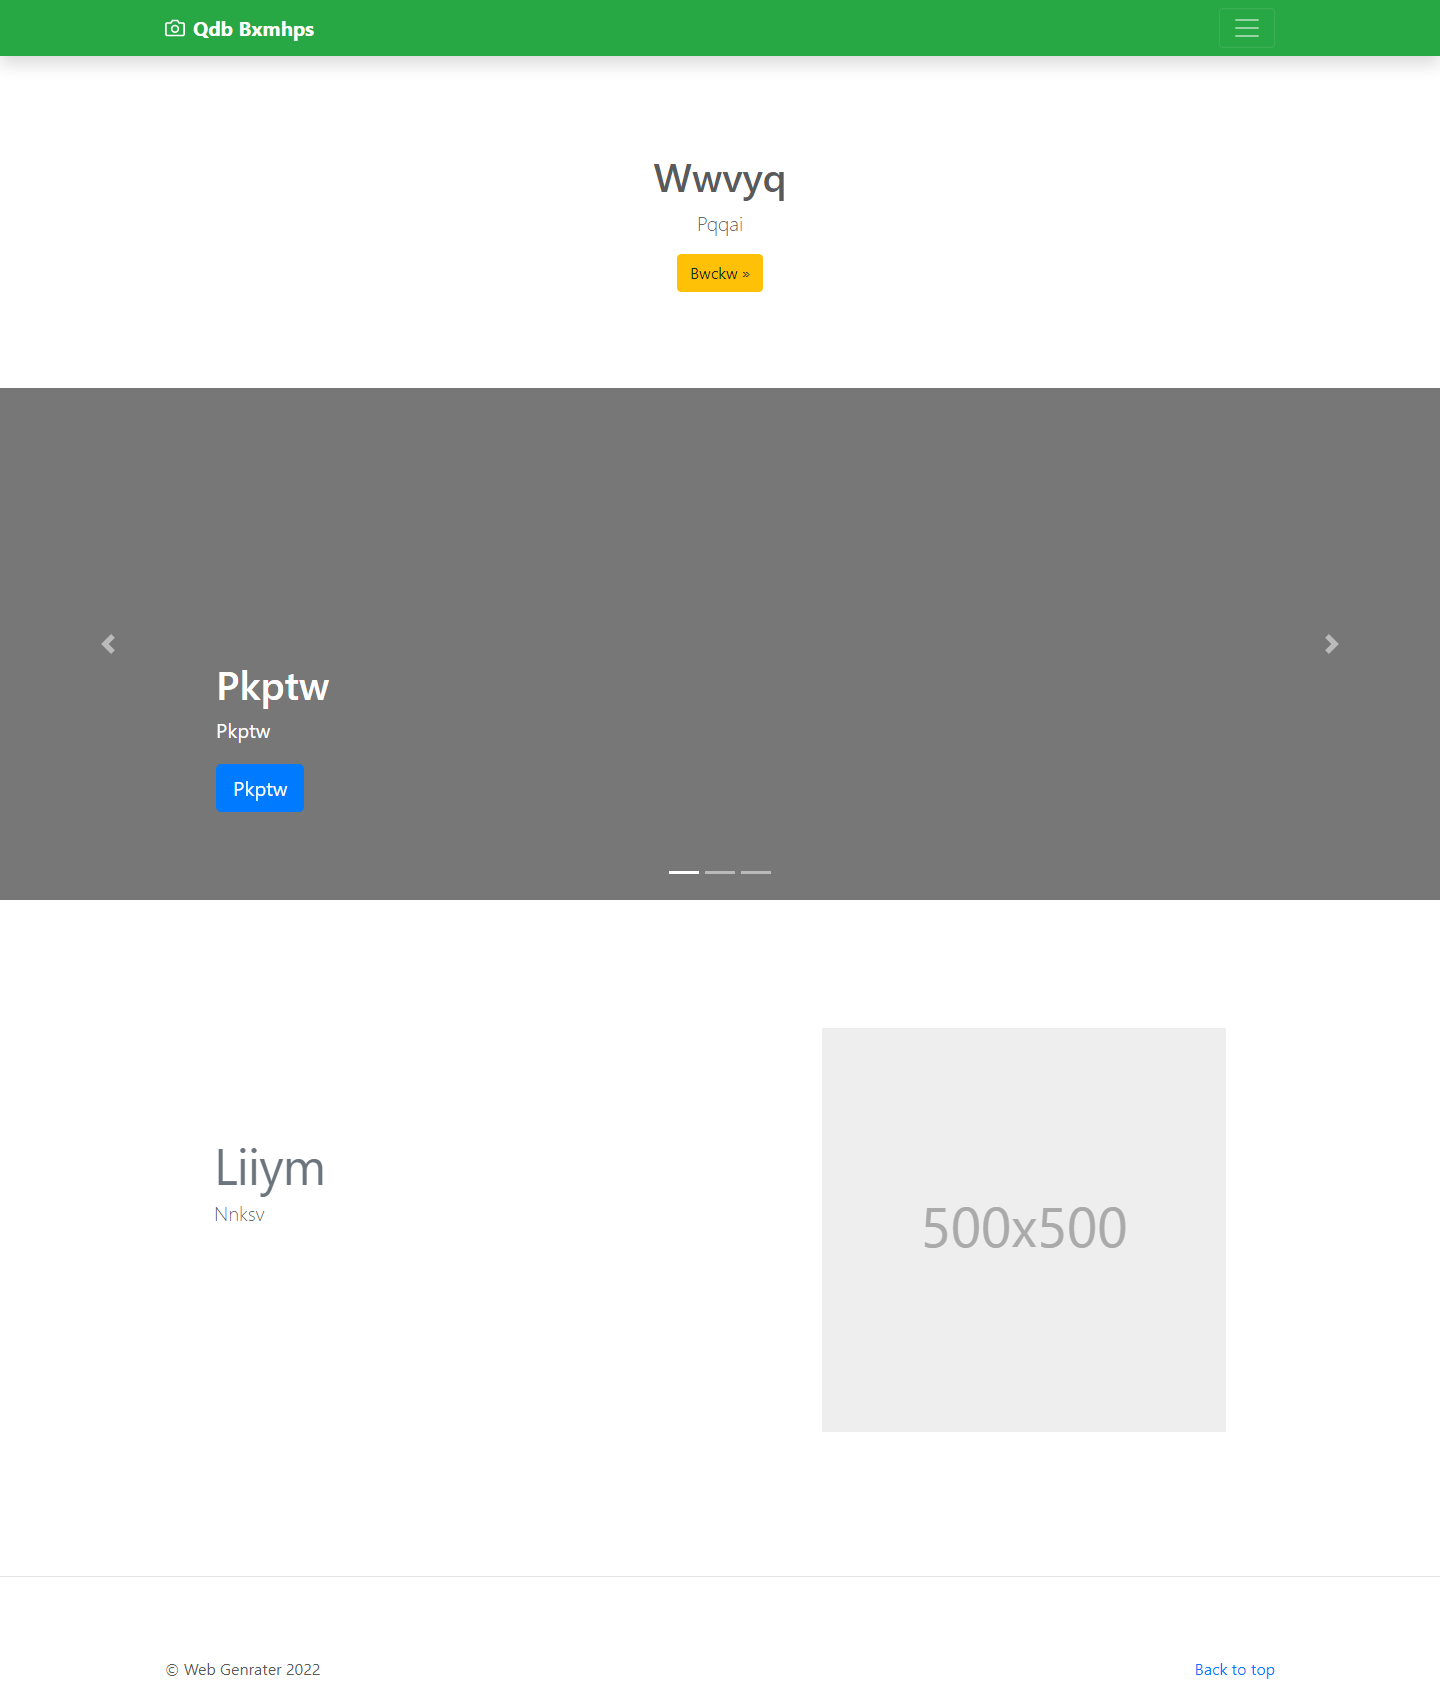 Qdb Bxmhps
Wwvyq
Pqqai
Bwckw »
Pkptw
Pkptw
Pkptw
Liiym
Nnksv
500x500
© Web Genrater 2022
Back to top